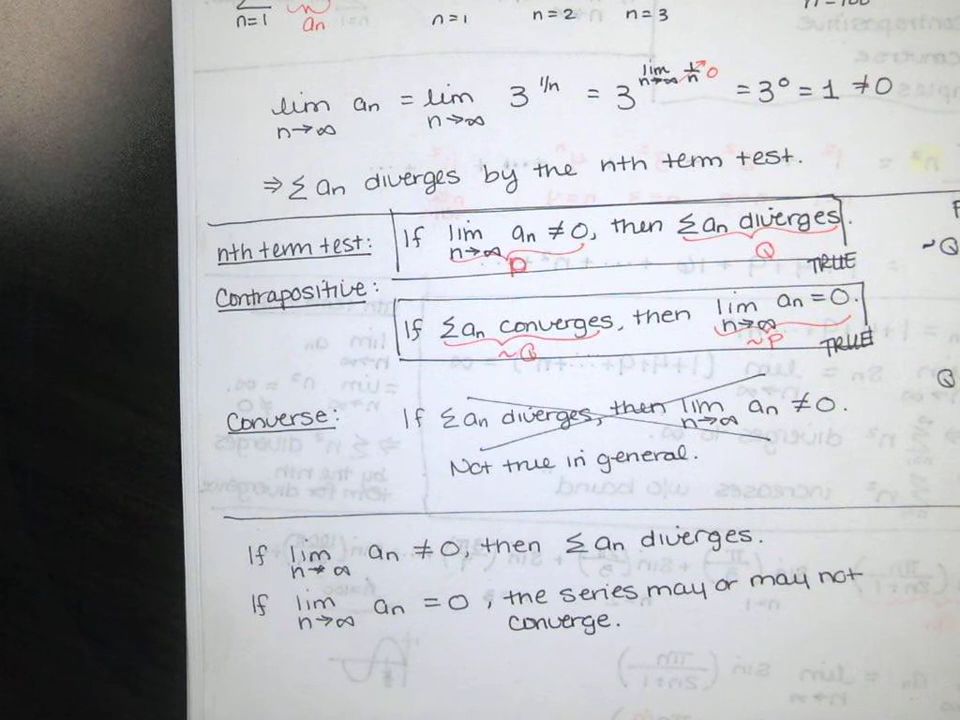 n=1 an n=1 n=2 n=3
lim n→∞ an = lim n→∞ 3^(1/n) = 3^(lim n→∞ 1/n → 0) = 3⁰ = 1 ≠ 0
⇒ Σ an diverges by the nth term test.
nth term test: If lim n→∞ an ≠ 0, then Σ an diverges.
P Q TRUE ~Q
Contrapositive:
If Σ an converges, then lim n→∞ an = 0.
~Q ~P TRUE
Q
Converse: If Σ an diverges, then lim n→∞ an ≠ 0.
Not true in general.
If lim n→∞ an ≠ 0, then Σ an diverges.
If lim n→∞ an = 0, the series may or may not
converge.